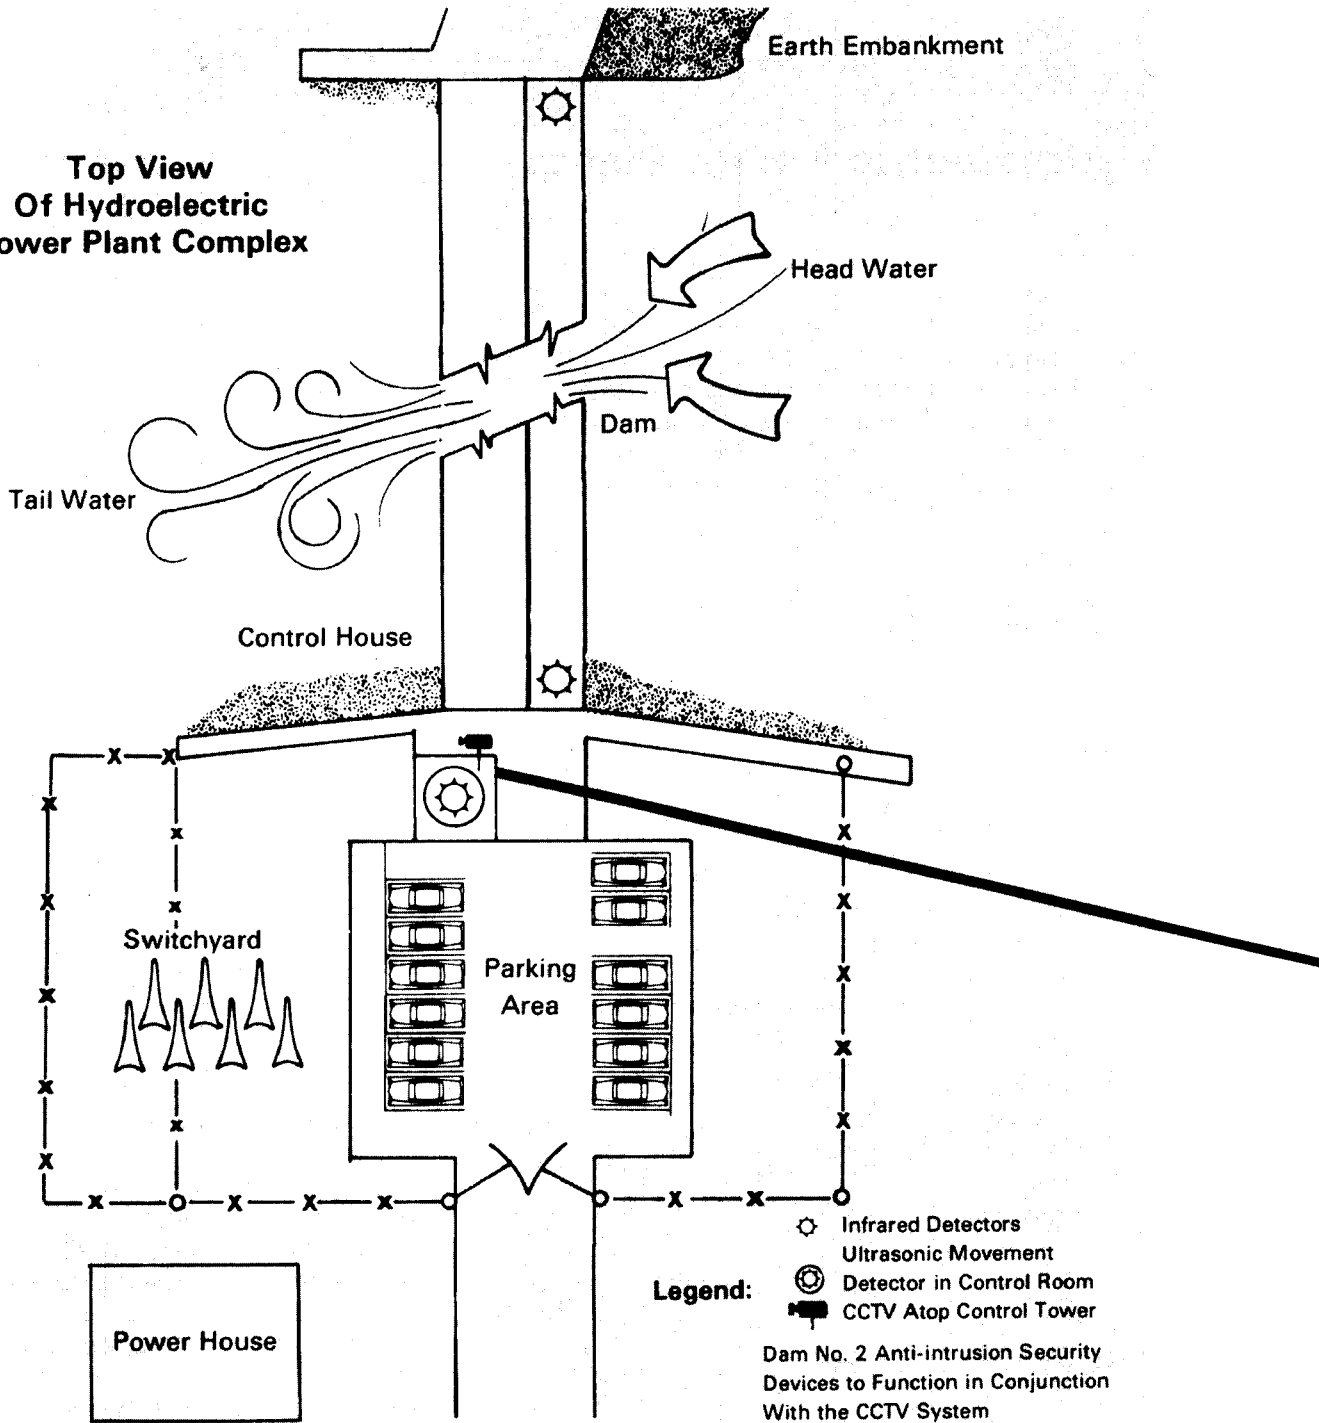 Earth Embankment
Top View
Of Hydroelectric
ower Plant Complex
Head Water
Dam
Tail Water
Control House
Switchyard
Parking
Area
Power House
Legend:
Infrared Detectors
Ultrasonic Movement
Detector in Control Room
CCTV Atop Control Tower
Dam No. 2 Anti-intrusion Security
Devices to Function in Conjunction
With the CCTV System